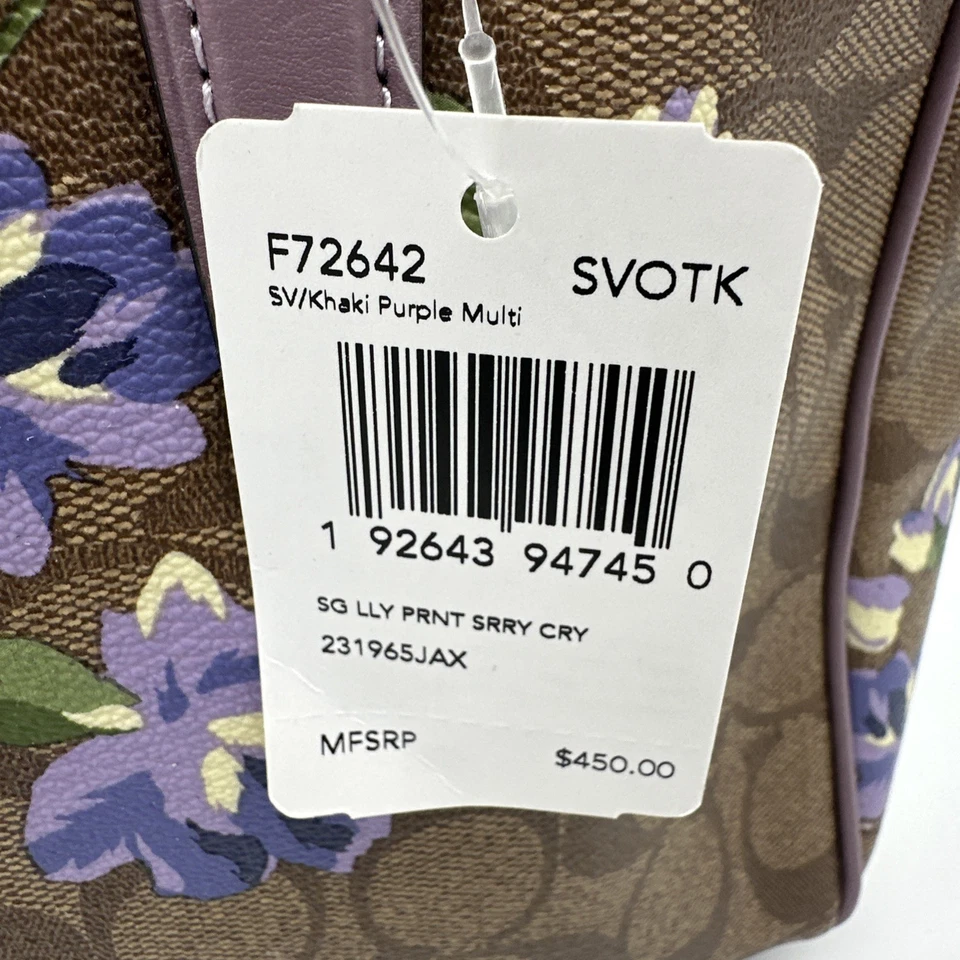 F72642 SVOTK
SV/Khaki Purple Multi
1 92643 94745 0
SG LLY PRNT SRRY CRY
231965JAX
MFSRP $450.00